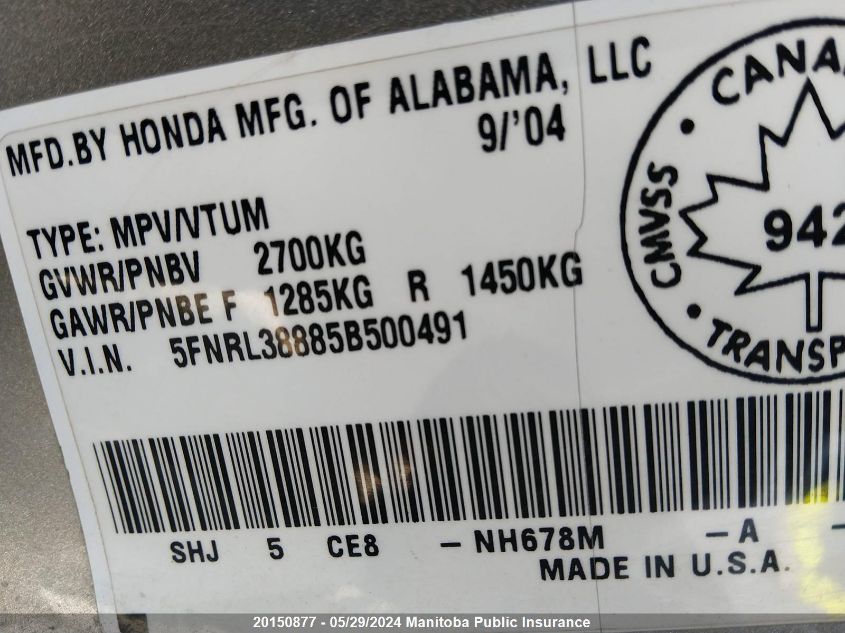 MFD.BY HONDA MFG. OF ALABAMA, LLC
9/'04
TYPE: MPV/VTUM
GVWR/PNBV 2700KG
GAWR/PNBE F 1285KG R 1450KG
V.I.N. 5FNRL38885B500491
CANA
CMVSS
942
TRANSP
SHJ 5 CE8 - NH678M - A -
MADE IN U.S.A.
20150877 - 05/29/2024 Manitoba Public Insurance